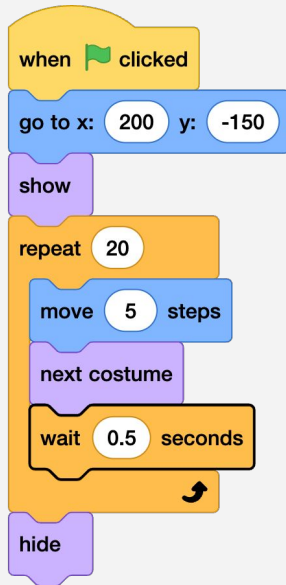 when clicked
go to x: 200 y: -150
show
repeat 20
move 5 steps
next costume
wait 0.5 seconds
hide